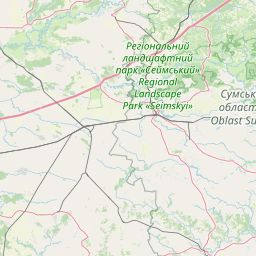 Регіональний
ландшафтний
парк «Сеймський»
Regional
Landscape
Park «Seimskyi»
Сумськ
област
Oblast Su